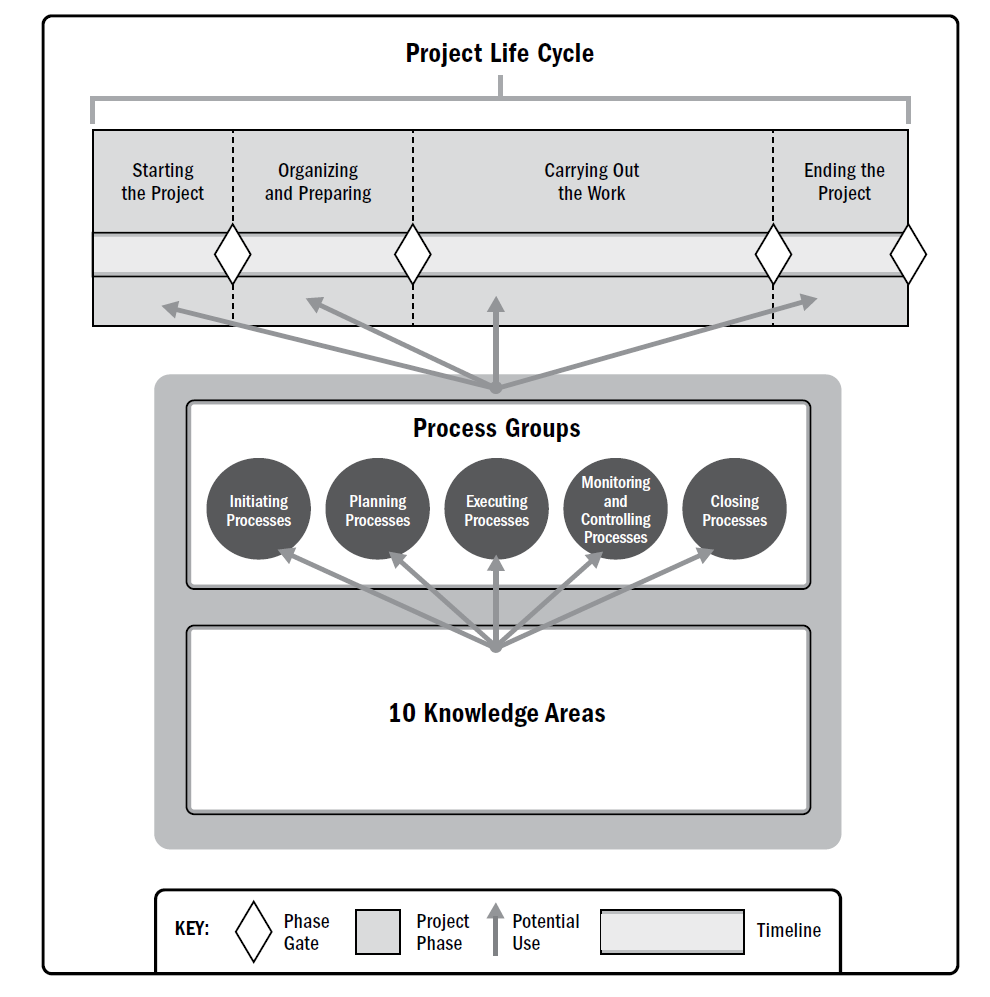 Project Life Cycle
Starting
the Project
Organizing
and Preparing
Carrying Out
the Work
Ending the
Project
Process Groups
Initiating
Processes
Planning
Processes
Executing
Processes
Monitoring
and
Controlling
Processes
Closing
Processes
10 Knowledge Areas
KEY:
Phase
Gate
Project
Phase
Potential
Use
Timeline